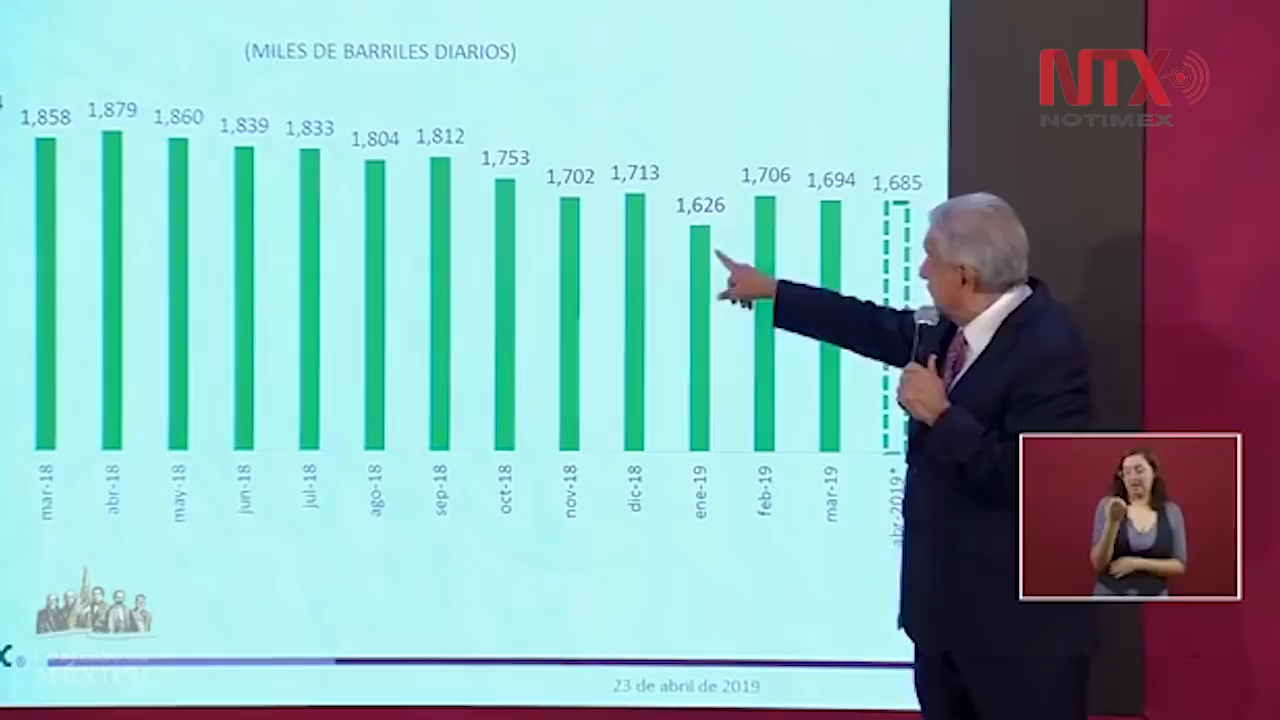 (MILES DE BARRILES DIARIOS)
NTX
NOTIMEX
1,858 1,879 1,860 1,839 1,833 1,804 1,812 1,753 1,702 1,713 1,626 1,706 1,694 1,685
mar-18 abr-18 may-18 jun-18 jul-18 ago-18 sep-18 oct-18 nov-18 dic-18 ene-19 feb-19 mar-19 abr-2019*
MÉXICO
23 de abril de 2019